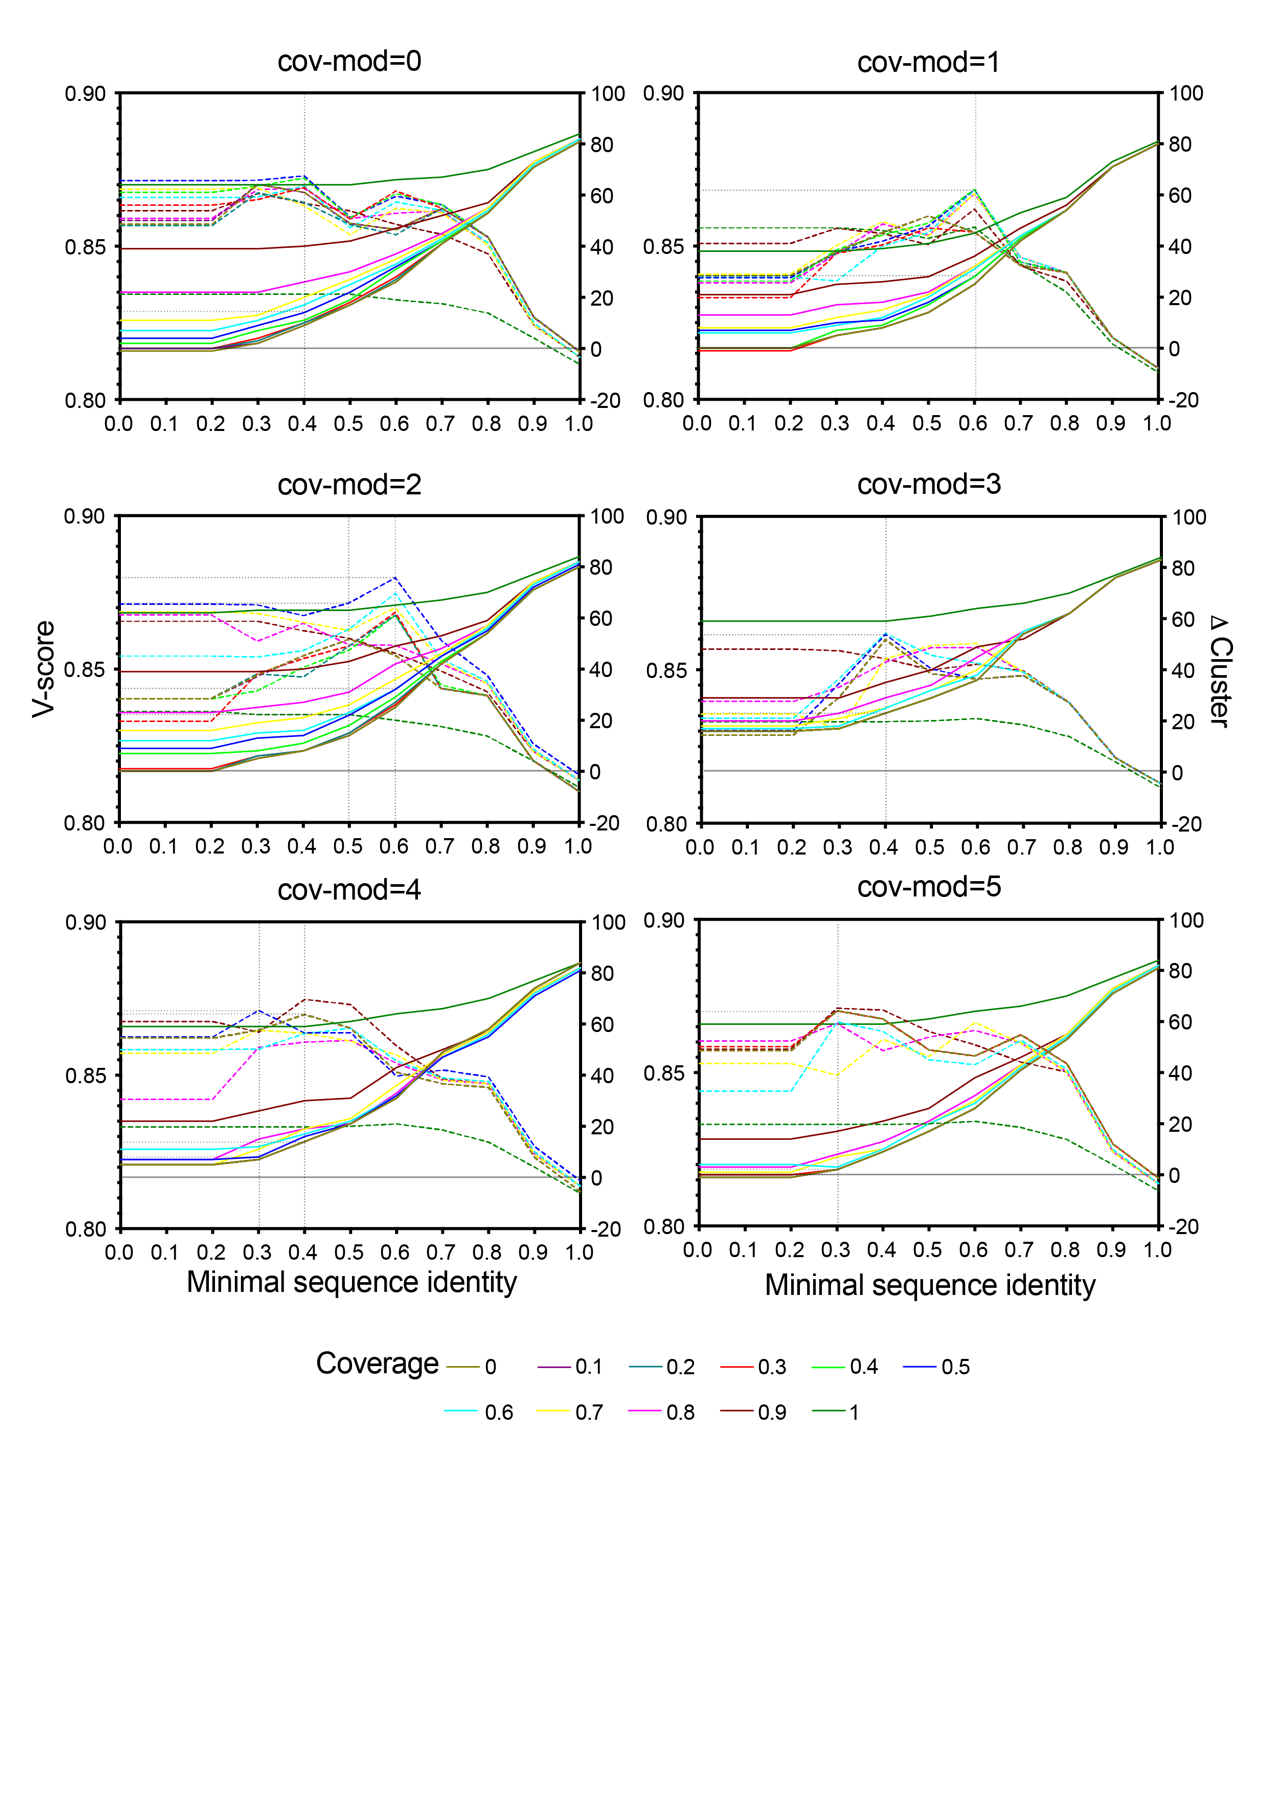 cov-mod=0 cov-mod=1
0.90 100 0.90 100
80 80
60 60
0.85 40 0.85 40
20 20
0 0
0.80 -20 0.80 -20
0.0 0.1 0.2 0.3 0.4 0.5 0.6 0.7 0.8 0.9 1.0 0.0 0.1 0.2 0.3 0.4 0.5 0.6 0.7 0.8 0.9 1.0
cov-mod=2 cov-mod=3
0.90 100 0.90 100
80 80
60 60
V-score 0.85 40 0.85 40 Δ Cluster
20 20
0 0
0.80 -20 0.80 -20
0.0 0.1 0.2 0.3 0.4 0.5 0.6 0.7 0.8 0.9 1.0 0.0 0.1 0.2 0.3 0.4 0.5 0.6 0.7 0.8 0.9 1.0
cov-mod=4 cov-mod=5
0.90 100 0.90 100
80 80
60 60
0.85 40 0.85 40
20 20
0 0
0.80 -20 0.80 -20
0.0 0.1 0.2 0.3 0.4 0.5 0.6 0.7 0.8 0.9 1.0 0.0 0.1 0.2 0.3 0.4 0.5 0.6 0.7 0.8 0.9 1.0
Minimal sequence identity Minimal sequence identity
Coverage 0 0.1 0.2 0.3 0.4 0.5
0.6 0.7 0.8 0.9 1